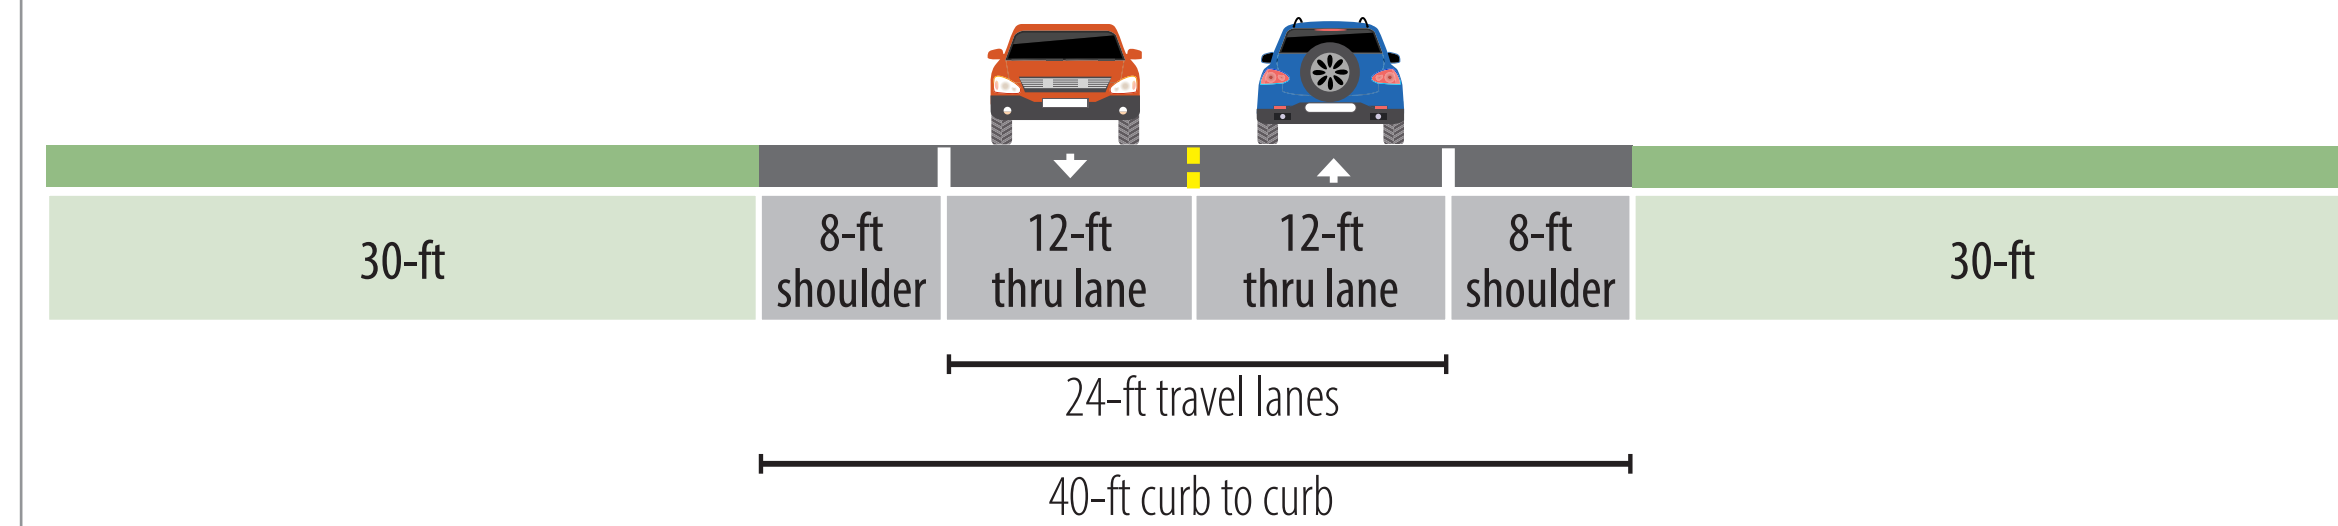 30-ft
8-ft
shoulder
12-ft
thru lane
12-ft
thru lane
8-ft
shoulder
30-ft
24-ft travel lanes
40-ft curb to curb